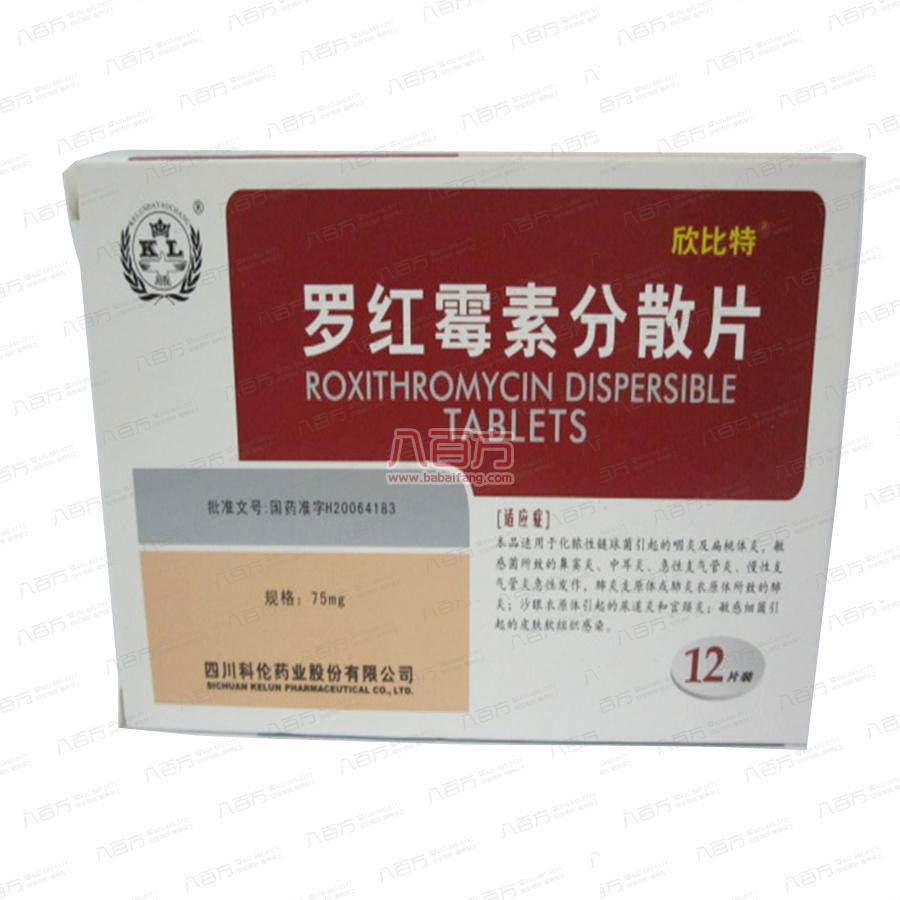 KELUNDAYAOCHANG
®
KL
欣比特
罗红霉素分散片
ROXITHROMYCIN DISPERSIBLE
TABLETS
八百方
www.babaifang.com
批准文号:国药准字H20064183
规格: 75mg
四川科伦药业股份有限公司
SICHUAN KELUN PHARMACEUTICAL CO., LTD.
[适应症]
本品适用于化脓性链球菌引起的咽炎及扁桃体炎,敏
感菌所致的鼻窦炎、中耳炎、急性支气管炎、慢性支
气管炎急性发作,肺炎支原体或肺炎衣原体所致的肺
炎;沙眼衣原体引起的尿道炎和宫颈炎;敏感细菌引
起的皮肤软组织感染。
12片装